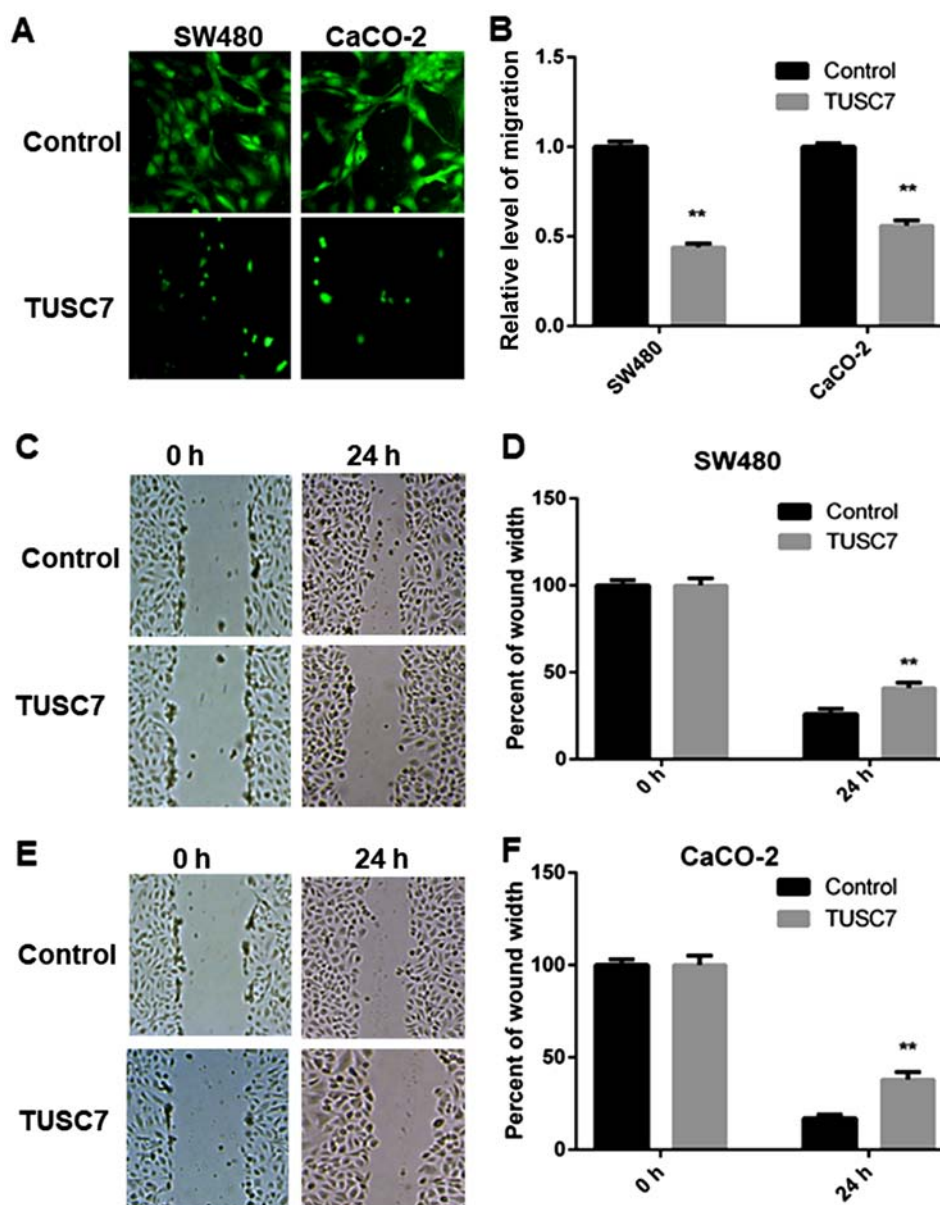 A
SW480 CaCO-2
Control
TUSC7
B
Relative level of migration
1.5
1.0
0.5
0.0
Control
TUSC7
**
**
SW480
CaCO-2
C
0 h 24 h
Control
TUSC7
D
SW480
Percent of wound width
150
100
50
0
Control
TUSC7
**
0 h
24 h
E
0 h 24 h
Control
TUSC7
F
CaCO-2
Percent of wound width
150
100
50
0
Control
TUSC7
**
0 h
24 h